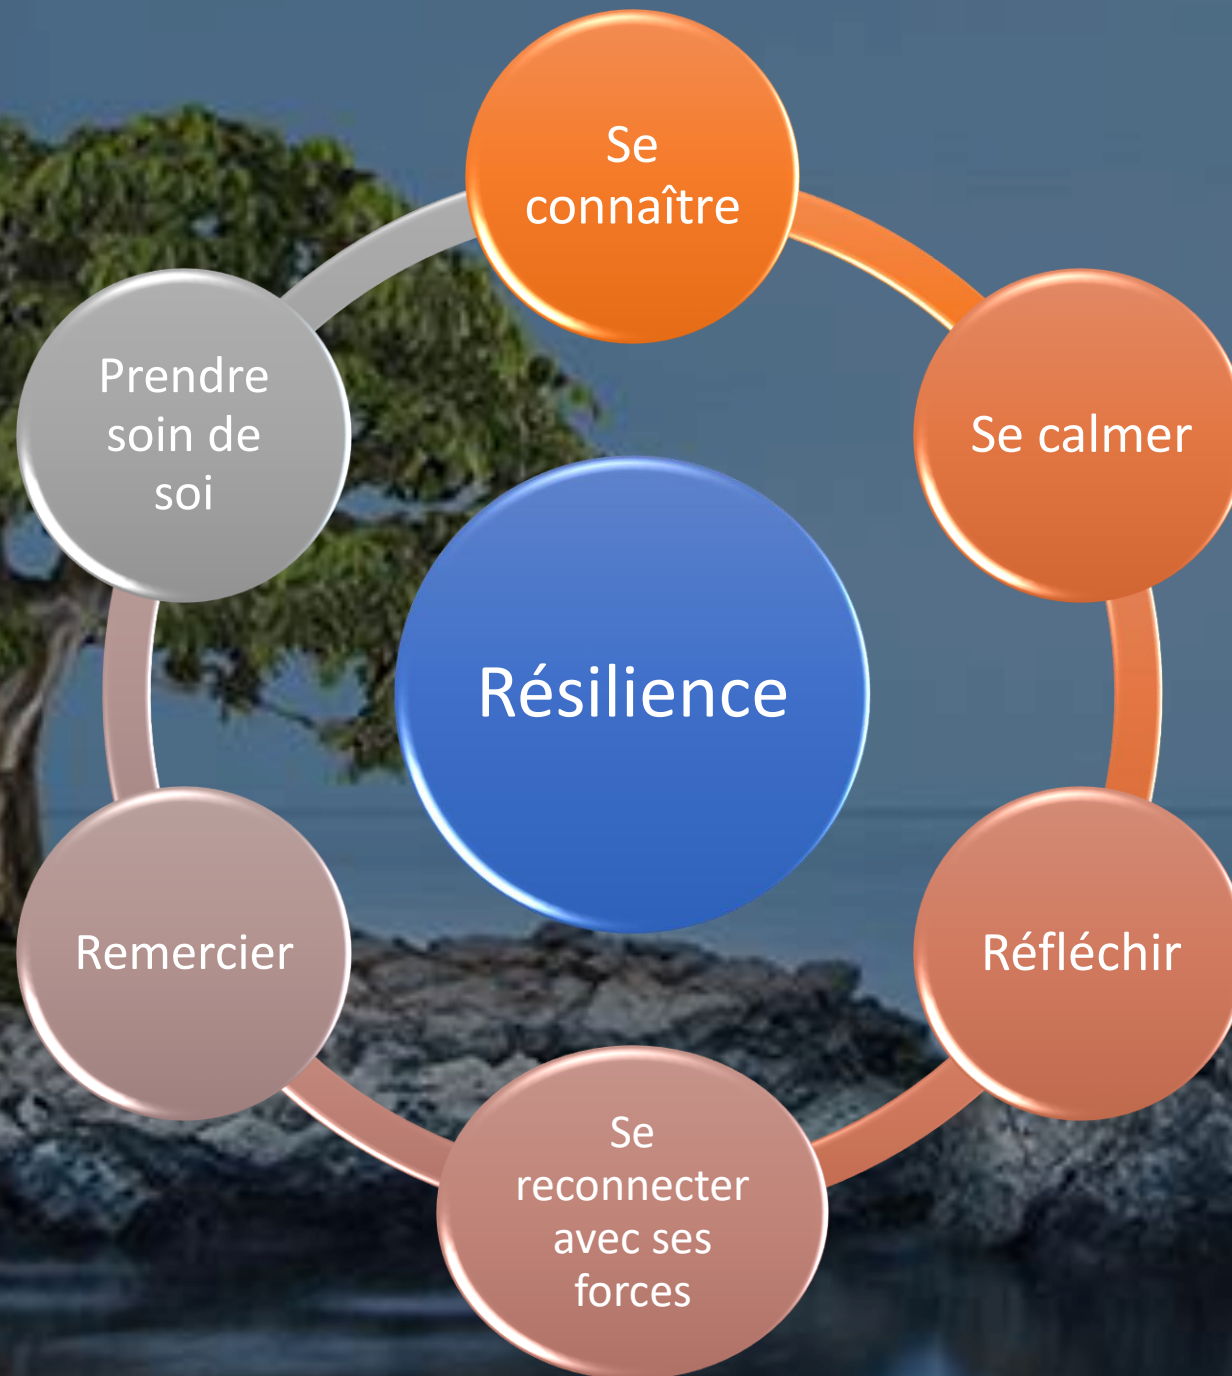 Se
connaître
Se calmer
Réfléchir
Se
reconnecter
avec ses
forces
Remercier
Prendre
soin de
soi
Résilience